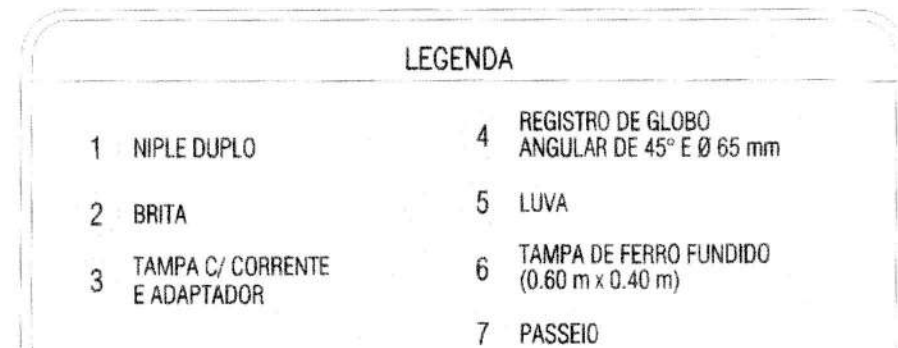 LEGENDA
1 NIPLE DUPLO
2 BRITA
3 TAMPA C/ CORRENTE
E ADAPTADOR
4 REGISTRO DE GLOBO
ANGULAR DE 45° E Ø 65 mm
5 LUVA
6 TAMPA DE FERRO FUNDIDO
(0.60 m x 0.40 m)
7 PASSEIO